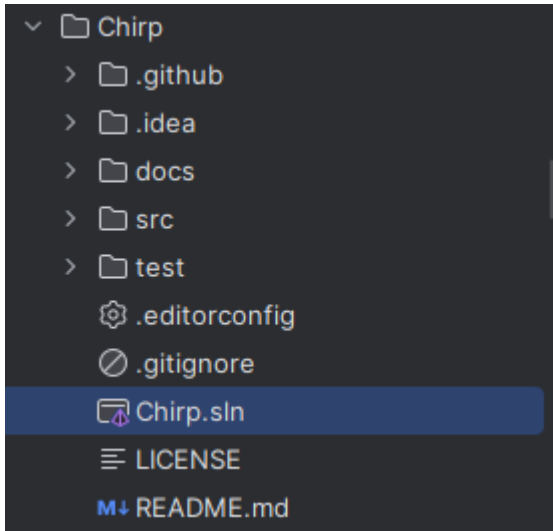 Chirp
.github
.idea
docs
src
test
.editorconfig
.gitignore
Chirp.sln
LICENSE
M↓ README.md